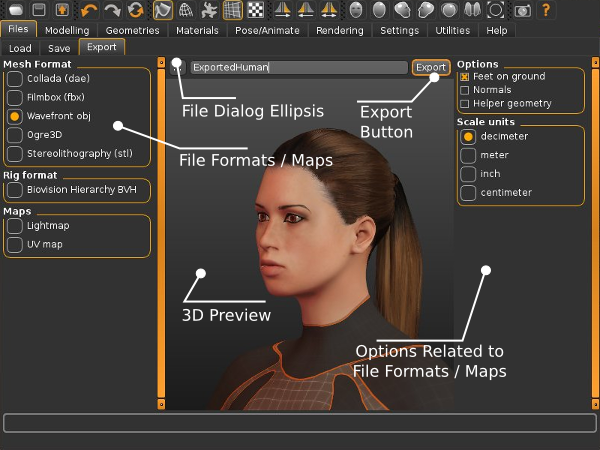 Files Modelling Geometries Materials Pose/Animate Rendering Settings Utilities Help
Load Save Export
Mesh Format
Collada (dae)
Filmbox (fbx)
Wavefront obj
Ogre3D
Stereolithography (stl)
Rig format
Biovision Hierarchy BVH
Maps
Lightmap
UV map
... ExportedHuman Export
File Dialog Ellipsis
Export
Button
File Formats / Maps
3D Preview
Options Related to
File Formats / Maps
Options
Feet on ground
Normals
Helper geometry
Scale units
decimeter
meter
inch
centimeter